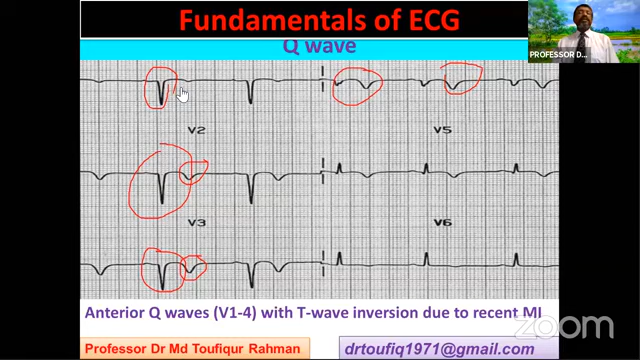 Fundamentals of ECG
Q wave
PROFESSOR D...
V2
V5
V3
V6
Anterior Q waves (V1-4) with T-wave inversion due to recent MI
zoom
Professor Dr Md Toufiqur Rahman
drtoufiq1971@gmail.com